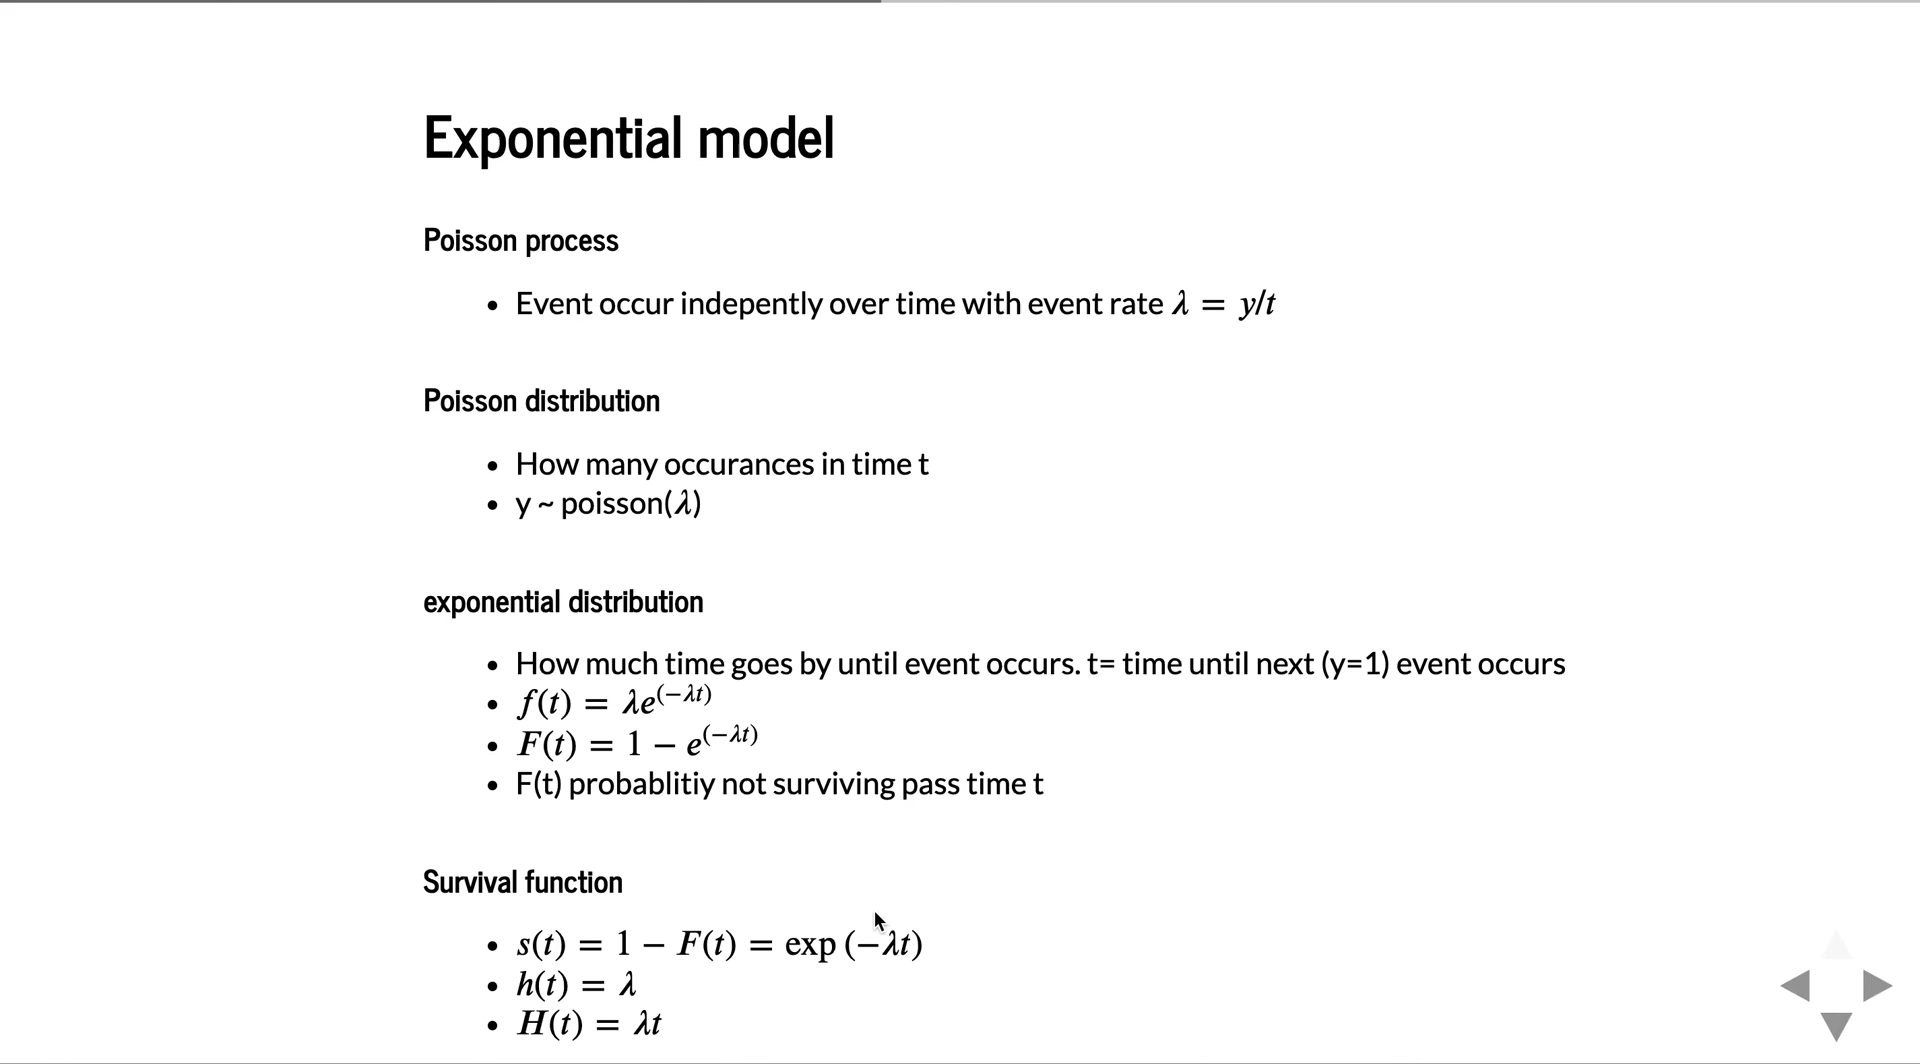 Exponential model
Poisson process
• Event occur indepently over time with event rate λ = y/t
Poisson distribution
• How many occurances in time t
• y ~ poisson(λ)
exponential distribution
• How much time goes by until event occurs. t= time until next (y=1) event occurs
• f(t) = λe^(−λt)
• F(t) = 1 − e^(−λt)
• F(t) probablitiy not surviving pass time t
Survival function
• s(t) = 1 − F(t) = exp (−λt)
• h(t) = λ
• H(t) = λt